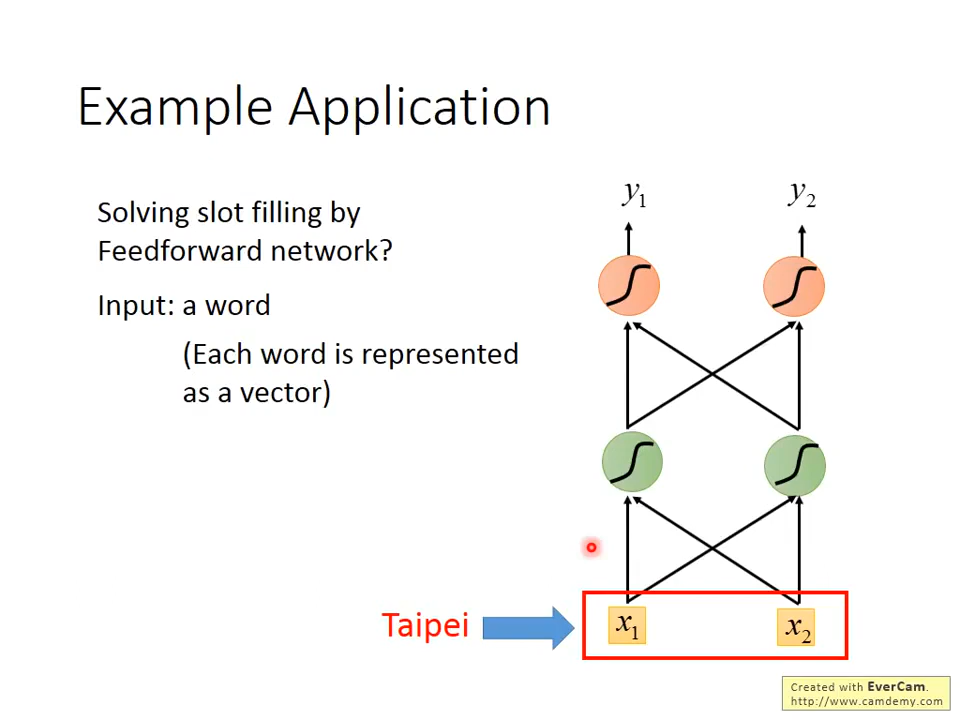 Example Application
Solving slot filling by
Feedforward network?
Input: a word
(Each word is represented
as a vector)
y₁ y₂
Taipei x₁ x₂
Created with EverCam.
http://www.camdemy.com